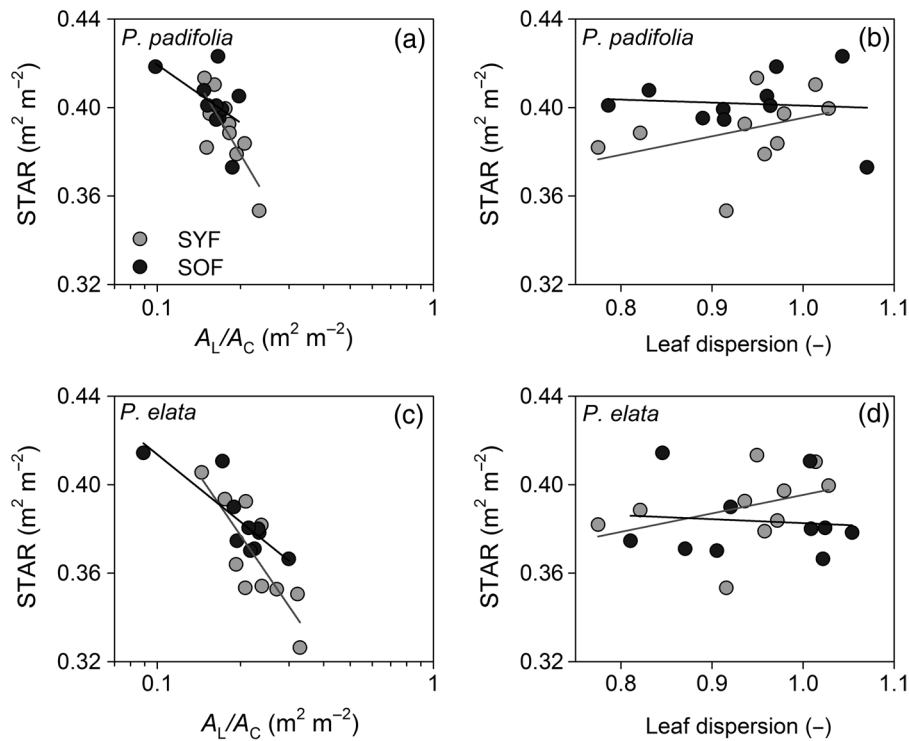 P. padifolia (a)
0.44
0.40
0.36
0.32
STAR (m² m⁻²)
SYF
SOF
0.1 1
A_L/A_C (m² m⁻²)
P. padifolia (b)
0.44
0.40
0.36
0.32
STAR (m² m⁻²)
0.8 0.9 1.0 1.1
Leaf dispersion (–)
P. elata (c)
0.44
0.40
0.36
0.32
STAR (m² m⁻²)
0.1 1
A_L/A_C (m² m⁻²)
P. elata (d)
0.44
0.40
0.36
0.32
STAR (m² m⁻²)
0.8 0.9 1.0 1.1
Leaf dispersion (–)